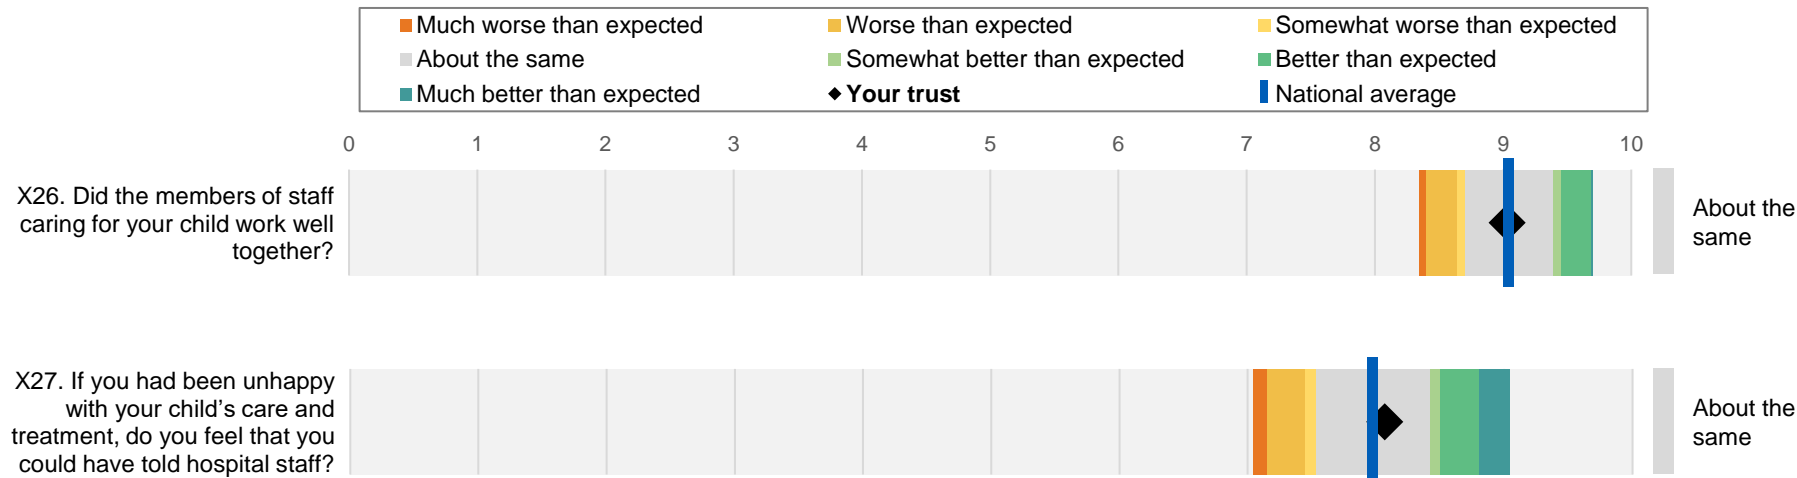 Much worse than expected Worse than expected Somewhat worse than expected
About the same Somewhat better than expected Better than expected
Much better than expected Your trust National average
0 1 2 3 4 5 6 7 8 9 10
X26. Did the members of staff
caring for your child work well
together?
About the
same
X27. If you had been unhappy
with your child’s care and
treatment, do you feel that you
could have told hospital staff?
About the
same